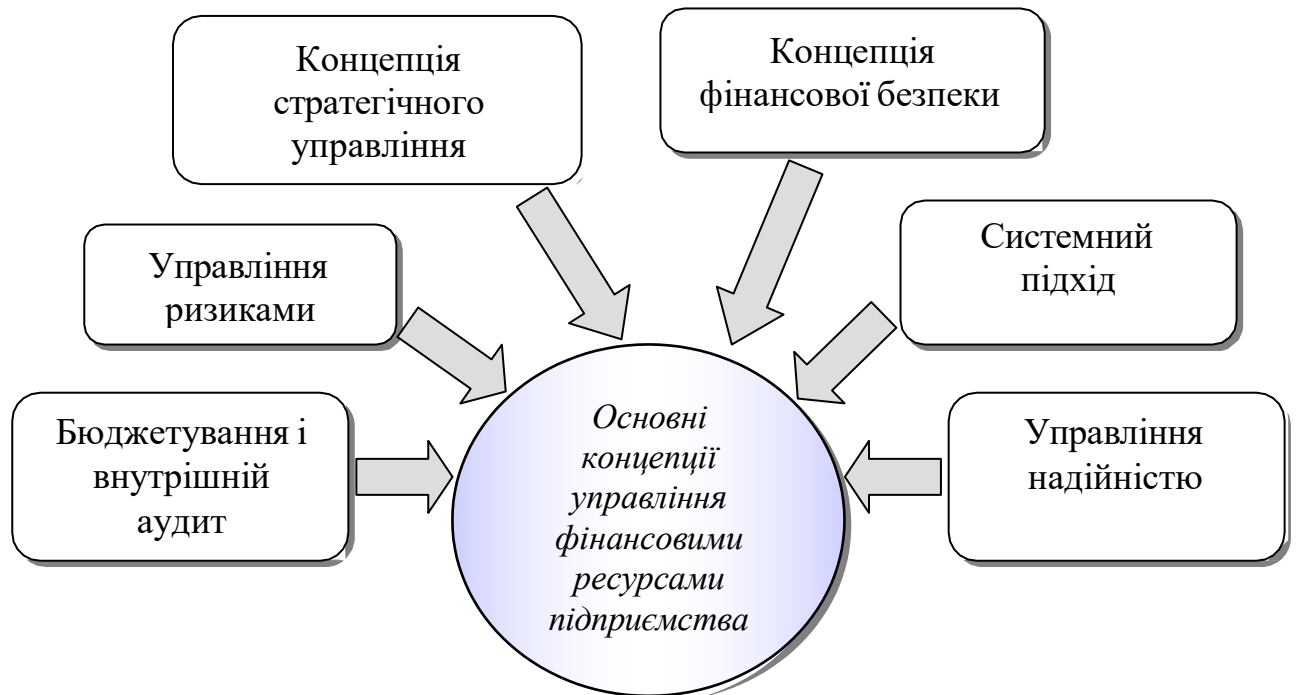 Концепція
стратегічного
управління
Концепція
фінансової безпеки
Управління
ризиками
Системний
підхід
Бюджетування і
внутрішній
аудит
Управління
надійністю
Основні
концепції
управління
фінансовими
ресурсами
підприємства